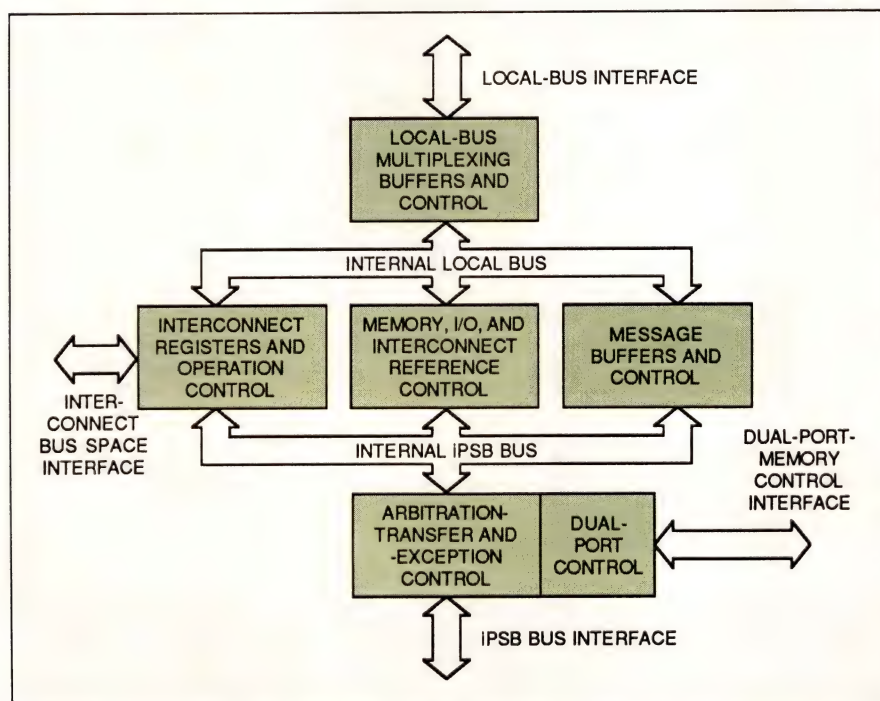 LOCAL-BUS INTERFACE
LOCAL-BUS
MULTIPLEXING
BUFFERS AND
CONTROL
INTERNAL LOCAL BUS
INTERCONNECT
REGISTERS AND
OPERATION
CONTROL
MEMORY, I/O, AND
INTERCONNECT
REFERENCE
CONTROL
MESSAGE
BUFFERS AND
CONTROL
INTER-
CONNECT
BUS SPACE
INTERFACE
INTERNAL iPSB BUS
DUAL-PORT-
MEMORY
CONTROL
INTERFACE
ARBITRATION-
TRANSFER AND
-EXCEPTION
CONTROL
DUAL-
PORT
CONTROL
iPSB BUS INTERFACE